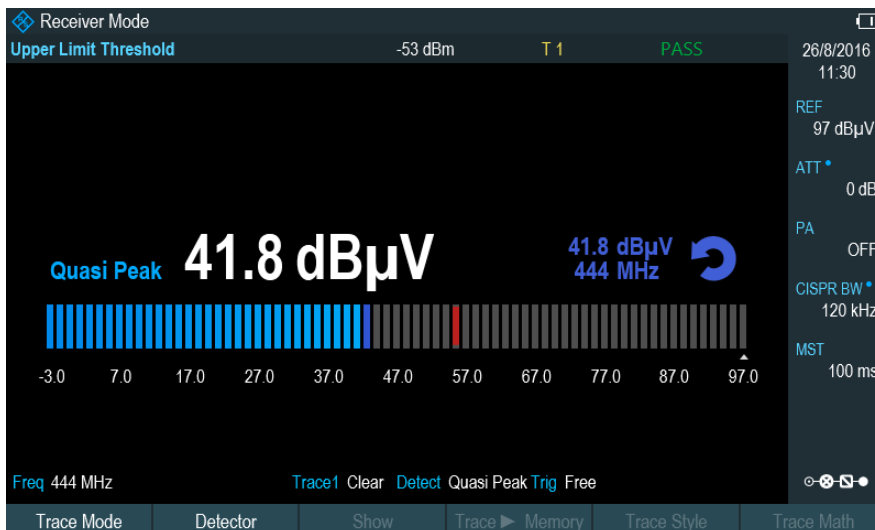 Receiver Mode
Upper Limit Threshold -53 dBm T 1 PASS
26/8/2016
11:30
REF
97 dBµV
ATT
0 dB
PA
OFF
CISPR BW
120 kHz
MST
100 ms
Quasi Peak 41.8 dBµV
41.8 dBµV
444 MHz
-3.0 7.0 17.0 27.0 37.0 47.0 57.0 67.0 77.0 87.0 97.0
Freq 444 MHz Trace1 Clear Detect Quasi Peak Trig Free
Trace Mode Detector Show Trace ► Memory Trace Style Trace Math